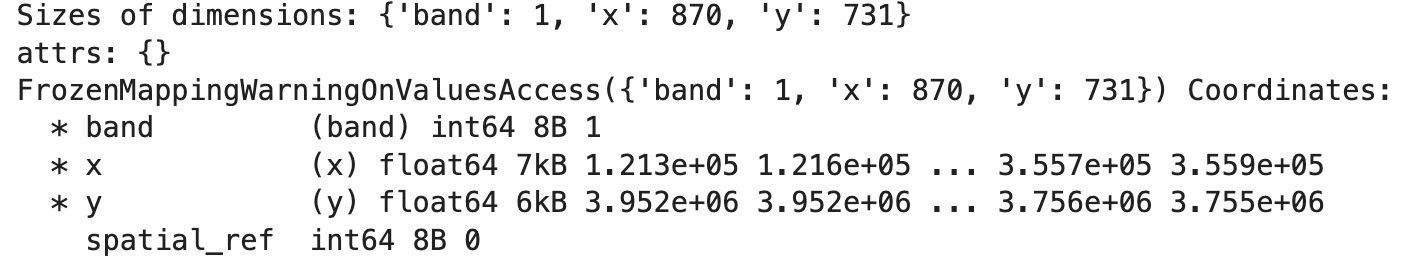 Sizes of dimensions: {'band': 1, 'x': 870, 'y': 731}
attrs: {}
FrozenMappingWarningOnValuesAccess({'band': 1, 'x': 870, 'y': 731}) Coordinates:
  * band         (band) int64 8B 1
  * x            (x) float64 7kB 1.213e+05 1.216e+05 ... 3.557e+05 3.559e+05
  * y            (y) float64 6kB 3.952e+06 3.952e+06 ... 3.756e+06 3.755e+06
    spatial_ref  int64 8B 0